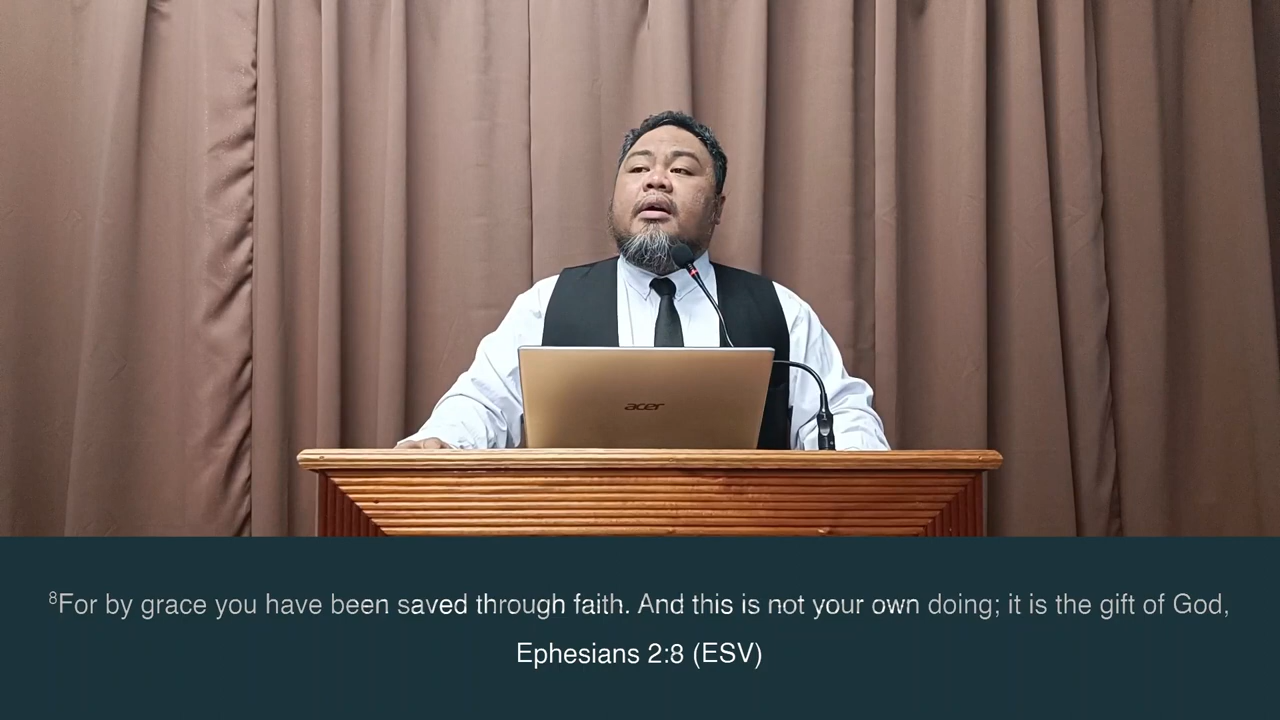 acer
⁸For by grace you have been saved through faith. And this is not your own doing; it is the gift of God,
Ephesians 2:8 (ESV)